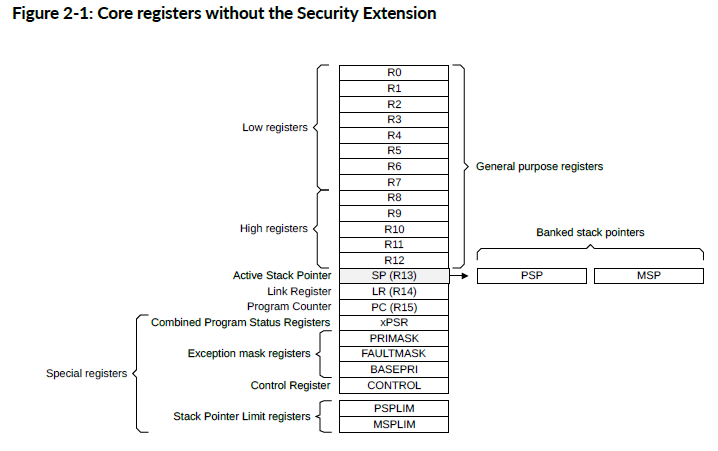 Figure 2-1: Core registers without the Security Extension
R0
R1
R2
R3
Low registers
R4
R5
R6
General purpose registers
R7
R8
R9
High registers
R10
Banked stack pointers
R11
R12
Active Stack Pointer SP (R13) PSP MSP
Link Register LR (R14)
Program Counter PC (R15)
Combined Program Status Registers xPSR
PRIMASK
Exception mask registers FAULTMASK
BASEPRI
Special registers
Control Register CONTROL
PSPLIM
Stack Pointer Limit registers
MSPLIM